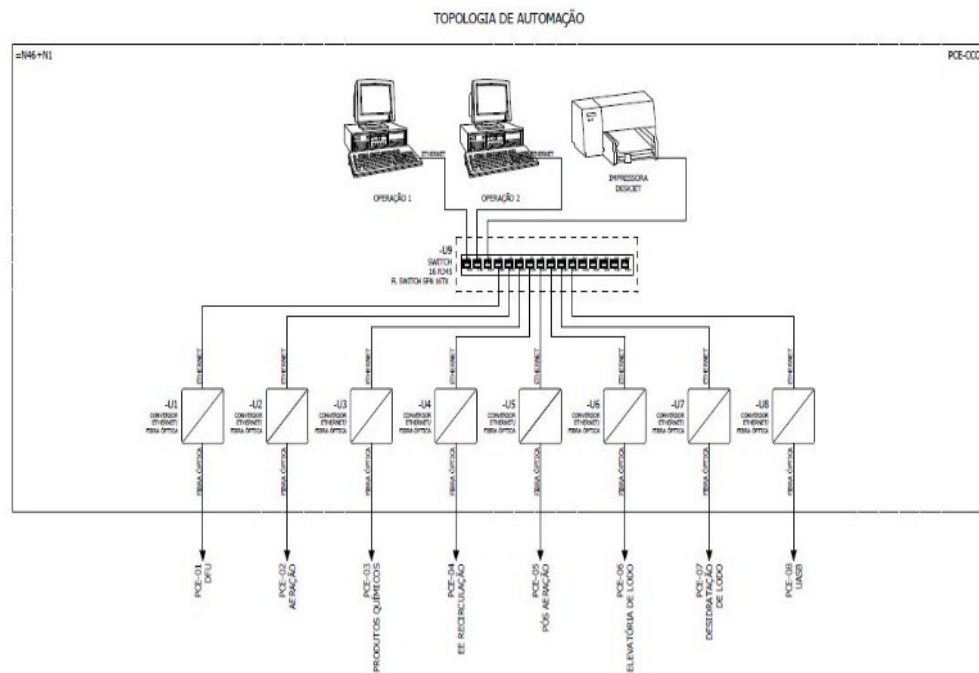 TOPOLOGIA DE AUTOMAÇÃO
=N46+N1
PCE-CCO
ETHERNET
ETHERNET
OPERAÇÃO 1
OPERAÇÃO 2
IMPRESSORA
DESKJET
-U9
SWITCH
16 RJ45
FL SWITCH SFN 16TX
ETHERNET
ETHERNET
ETHERNET
ETHERNET
ETHERNET
ETHERNET
ETHERNET
ETHERNET
-U1
CONVERSOR
ETHERNET/
FIBRA ÓPTICA
-U2
CONVERSOR
ETHERNET/
FIBRA ÓPTICA
-U3
CONVERSOR
ETHERNET/
FIBRA ÓPTICA
-U4
CONVERSOR
ETHERNET/
FIBRA ÓPTICA
-U5
CONVERSOR
ETHERNET/
FIBRA ÓPTICA
-U6
CONVERSOR
ETHERNET/
FIBRA ÓPTICA
-U7
CONVERSOR
ETHERNET/
FIBRA ÓPTICA
-U8
CONVERSOR
ETHERNET/
FIBRA ÓPTICA
FIBRA ÓPTICA
FIBRA ÓPTICA
FIBRA ÓPTICA
FIBRA ÓPTICA
FIBRA ÓPTICA
FIBRA ÓPTICA
FIBRA ÓPTICA
FIBRA ÓPTICA
PCE-01
DFU
PCE-02
AERAÇÃO
PCE-03
PRODUTOS QUÍMICOS
PCE-04
EE RECIRCULAÇÃO
PCE-05
PÓS AERAÇÃO
PCE-06
ELEVATÓRIA DE LODO
PCE-07
DESIDRATAÇÃO
DE LODO
PCE-08
UASB